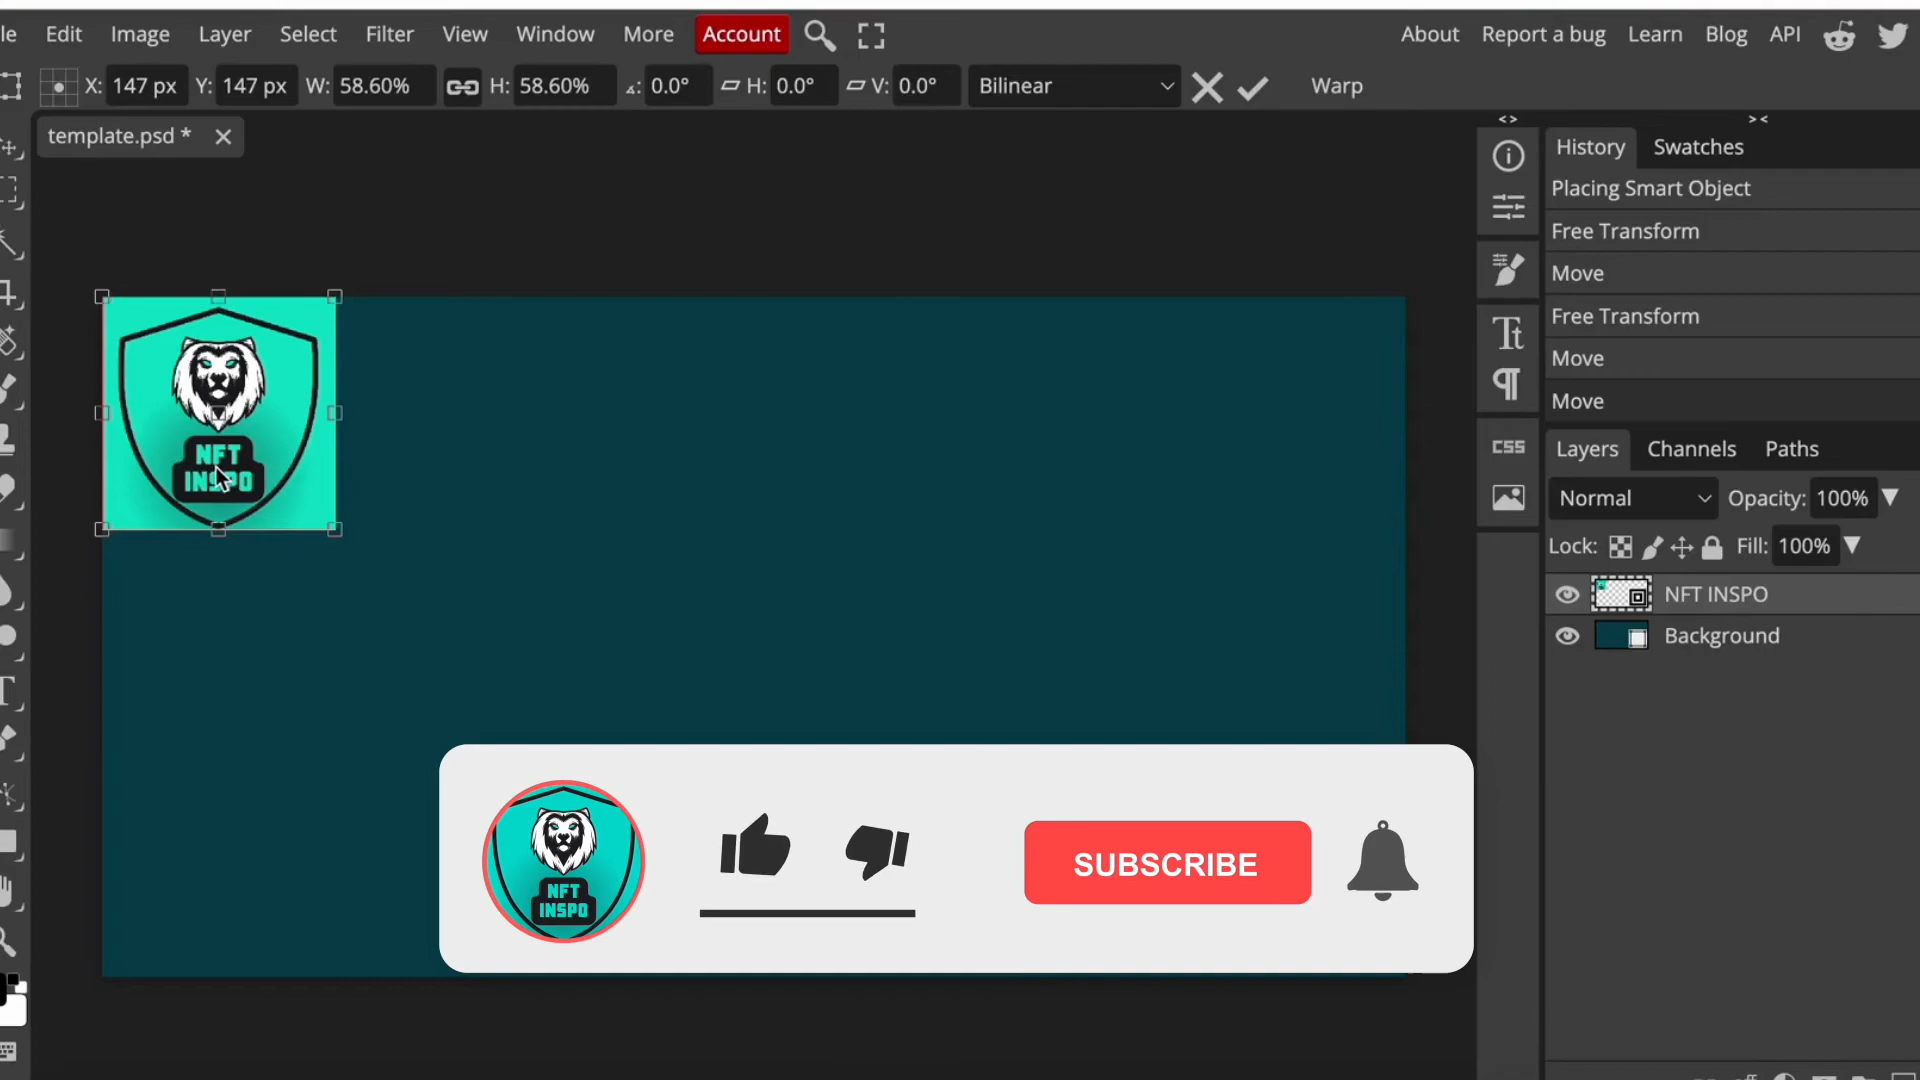 le Edit Image Layer Select Filter View Window More Account About Report a bug Learn Blog API
X: 147 px Y: 147 px W: 58.60% H: 58.60% 0.0° H: 0.0° V: 0.0° Bilinear Warp
template.psd *
< > > <
History Swatches
Placing Smart Object
Free Transform
Move
Free Transform
Move
Move
NFT
INSPO
Tt
CSS
Layers Channels Paths
Normal Opacity: 100%
Lock: Fill: 100%
NFT INSPO
Background
NFT
INSPO
SUBSCRIBE